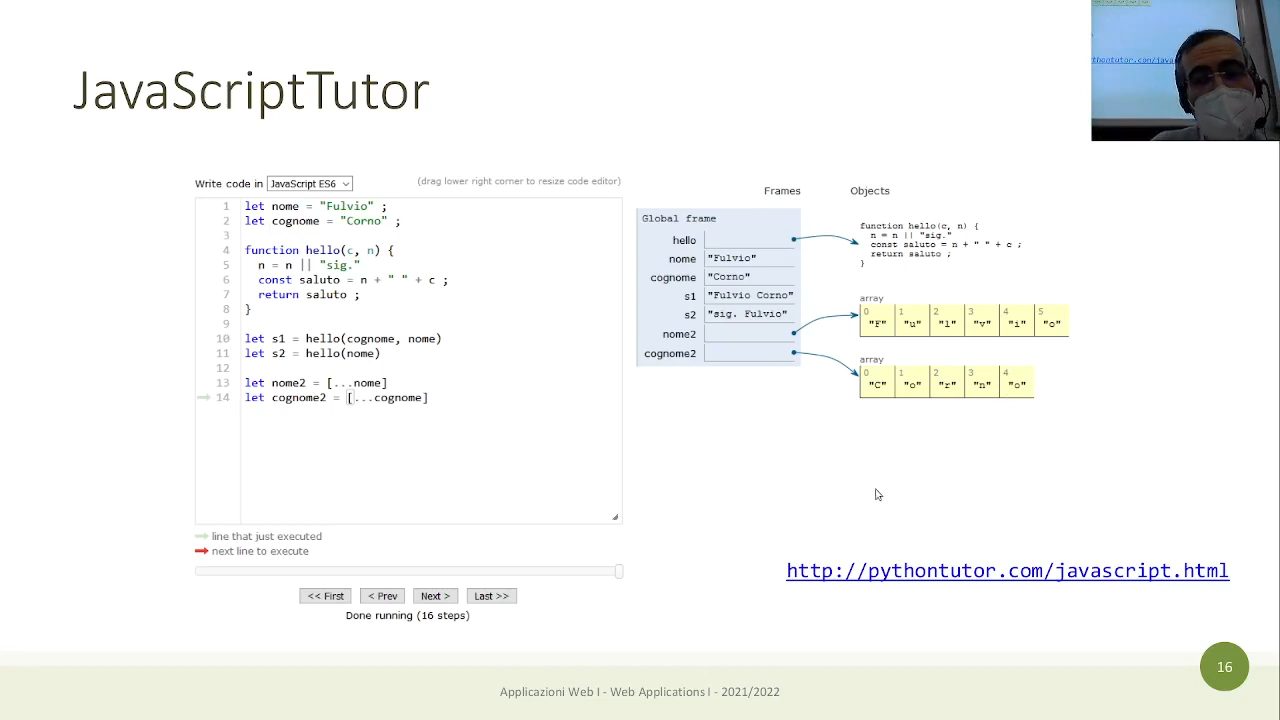 JavaScriptTutor
Write code in JavaScript ES6
(drag lower right corner to resize code editor)
1 let nome = "Fulvio" ;
2 let cognome = "Corno" ;
3
4 function hello(c, n) {
5 n = n || "sig."
6 const saluto = n + " " + c ;
7 return saluto ;
8 }
9
10 let s1 = hello(cognome, nome)
11 let s2 = hello(nome)
12
13 let nome2 = [...nome]
14 let cognome2 = [...cognome]
line that just executed
next line to execute
<< First < Prev Next > Last >>
Done running (16 steps)
Frames Objects
Global frame
hello
nome "Fulvio"
cognome "Corno"
s1 "Fulvio Corno"
s2 "sig. Fulvio"
nome2
cognome2
function hello(c, n) {
n = n || "sig."
const saluto = n + " " + c ;
return saluto ;
}
array
0 1 2 3 4 5
"F" "u" "l" "v" "i" "o"
array
0 1 2 3 4
"C" "o" "r" "n" "o"
http://pythontutor.com/javascript.html
Applicazioni Web I - Web Applications I - 2021/2022
16